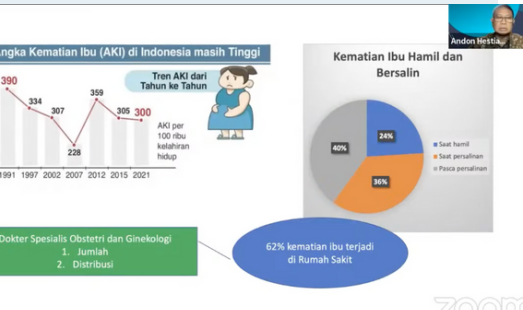 Angka Kematian Ibu (AKI) di Indonesia masih Tinggi
390
334
307
228
359
305
300
1991 1997 2002 2007 2012 2015 2021
Tren AKI dari
Tahun ke Tahun
AKI per
100 ribu
kelahiran
hidup
Kematian Ibu Hamil dan
Bersalin
24%
36%
40%
Saat hamil
Saat persalinan
Pasca persalinan
Dokter Spesialis Obstetri dan Ginekologi
1. Jumlah
2. Distribusi
62% kematian ibu terjadi
di Rumah Sakit
Andon Hestia...
zoom